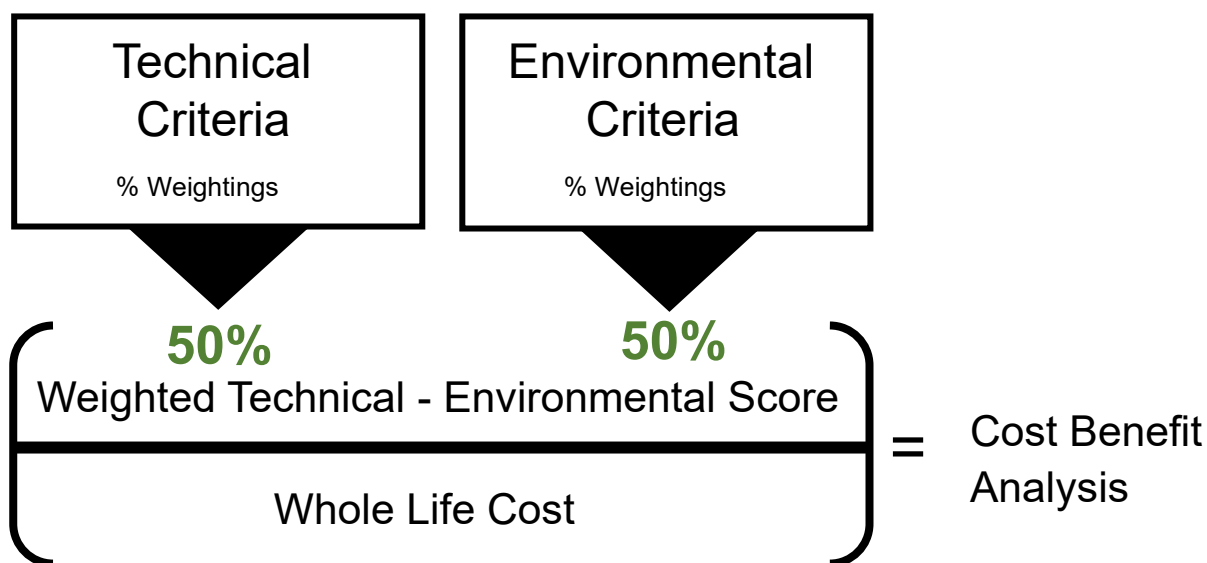 Technical
Criteria
% Weightings
Environmental
Criteria
% Weightings
50%
50%
Weighted Technical - Environmental Score
Whole Life Cost
=
Cost Benefit
Analysis